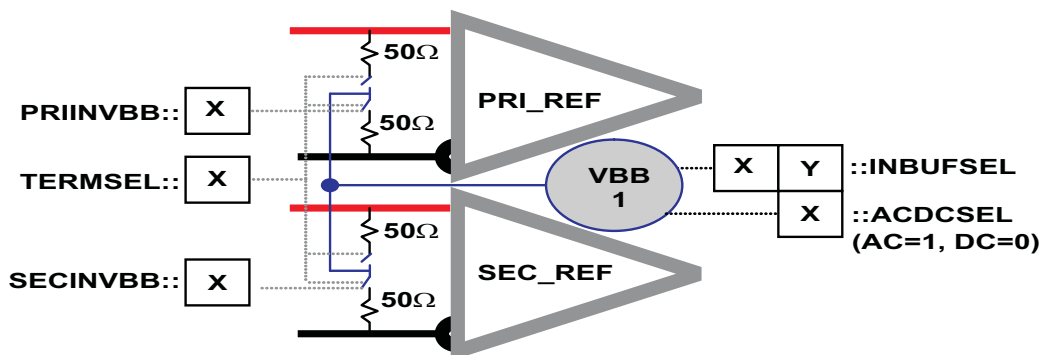 50Ω
PRIINVBB:: X
50Ω
PRI_REF
TERMSEL:: X
VBB
1
X Y ::INBUFSEL
X ::ACDCSEL
(AC=1, DC=0)
50Ω
SECINVBB:: X
50Ω
SEC_REF